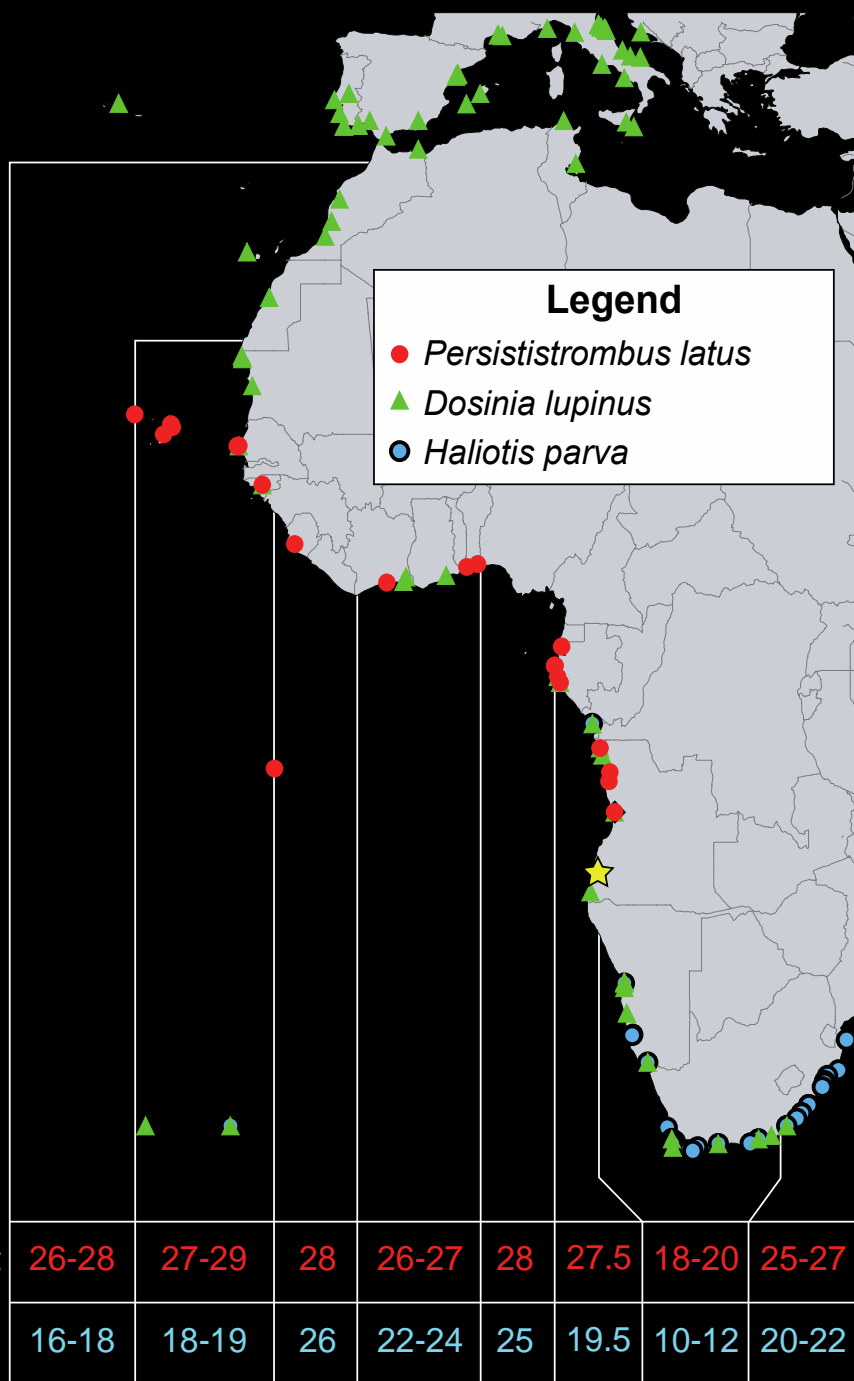 Legend
Persististrombus latus
Dosinia lupinus
Haliotis parva
26-28 27-29 28 26-27 28 27.5 18-20 25-27
16-18 18-19 26 22-24 25 19.5 10-12 20-22